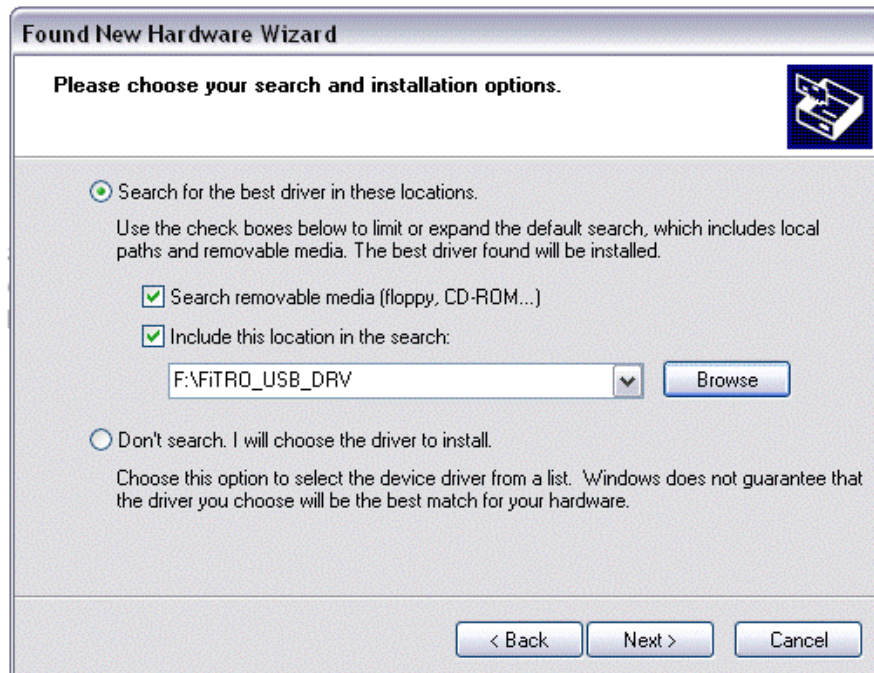 Found New Hardware Wizard
Please choose your search and installation options.
Search for the best driver in these locations.
Use the check boxes below to limit or expand the default search, which includes local
paths and removable media. The best driver found will be installed.
Search removable media (floppy, CD-ROM...)
Include this location in the search:
F:\FiTRO_USB_DRV
Browse
Don't search. I will choose the driver to install.
Choose this option to select the device driver from a list. Windows does not guarantee that
the driver you choose will be the best match for your hardware.
< Back
Next >
Cancel